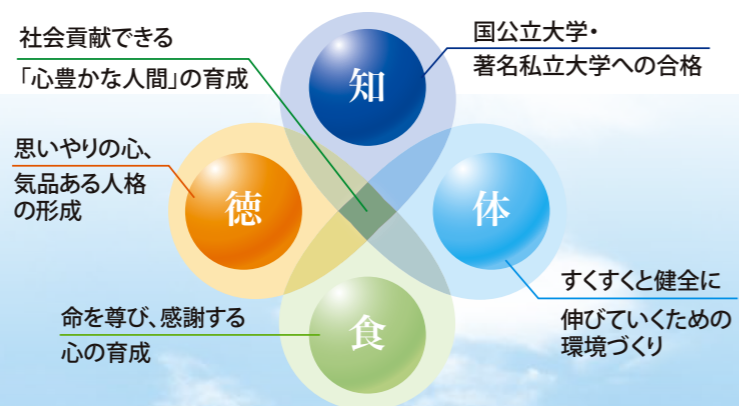 社会貢献できる
「心豊かな人間」の育成
国公立大学・
著名私立大学への合格
知
思いやりの心、
気品ある人格
の形成
徳
体
すくすくと健全に
伸びていくための
環境づくり
命を尊び、感謝する
心の育成
食